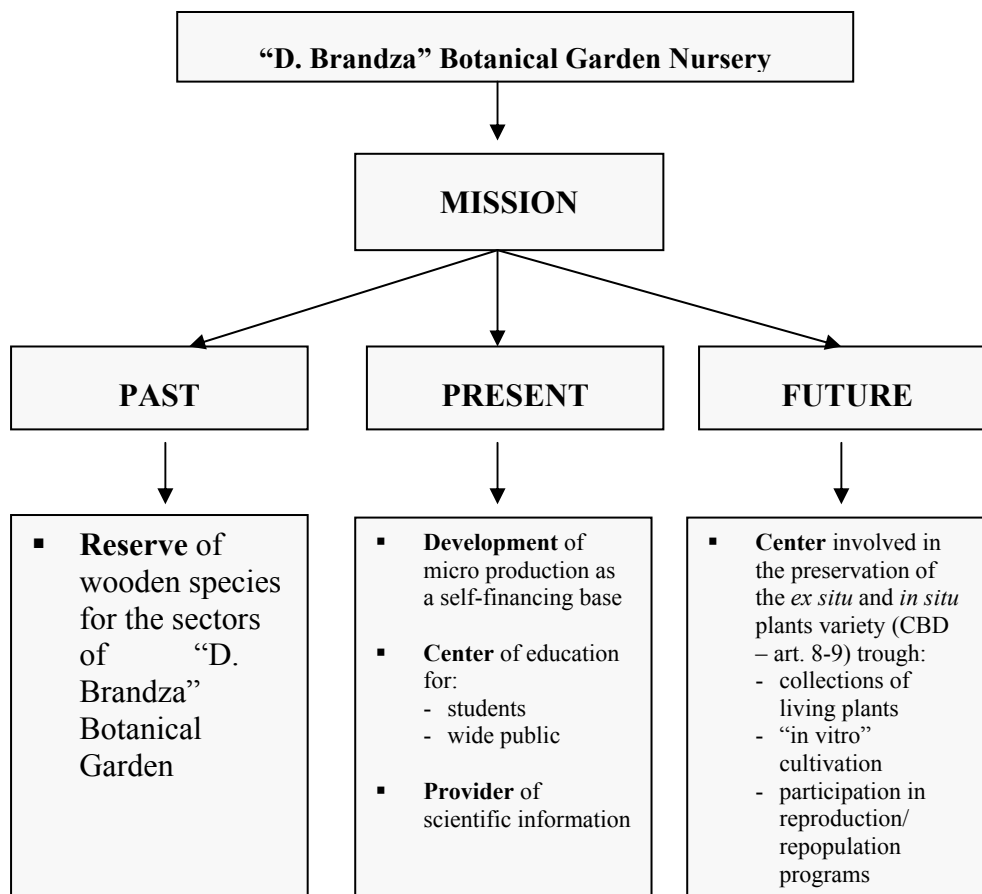 “D. Brandza” Botanical Garden Nursery
MISSION
PAST
PRESENT
FUTURE
▪ Reserve of
wooden species
for the sectors
of “D.
Brandza”
Botanical
Garden
▪ Development of
micro production as
a self-financing base
▪ Center of education
for:
- students
- wide public
▪ Provider of
scientific information
▪ Center involved in
the preservation of
the ex situ and in situ
plants variety (CBD
– art. 8-9) trough:
- collections of
living plants
- “in vitro”
cultivation
- participation in
reproduction/
repopulation
programs